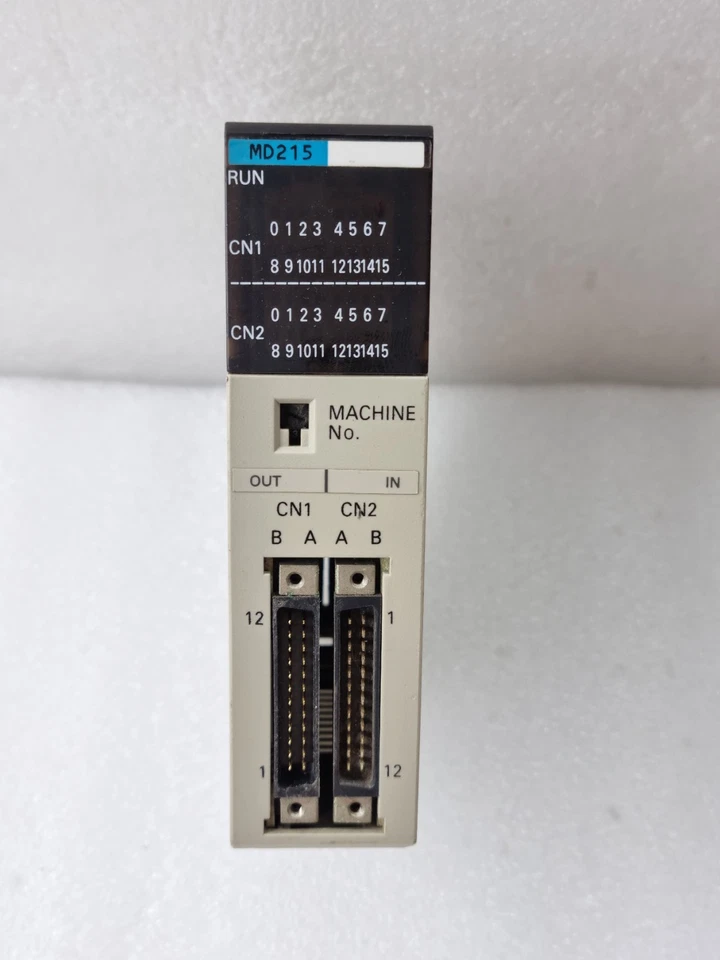 MD215
RUN
0 1 2 3 4 5 6 7
CN1
8 9 10 11 12 13 14 15
0 1 2 3 4 5 6 7
CN2
8 9 10 11 12 13 14 15
MACHINE
No.
OUT IN
CN1 CN2
B A A B
12 1
1 12